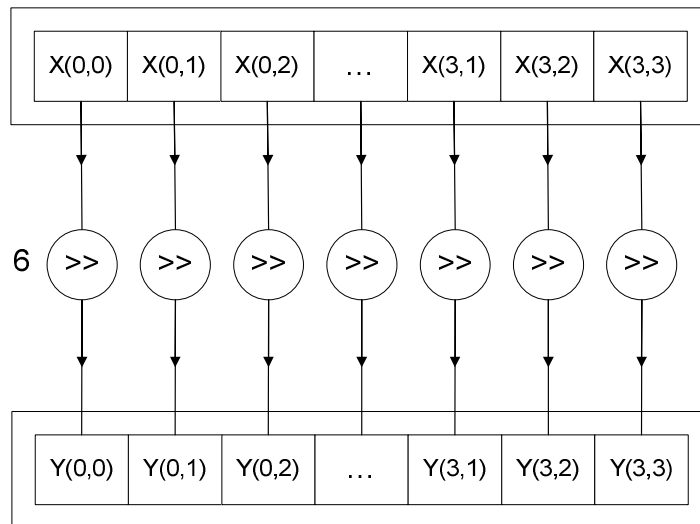 X(0,0) X(0,1) X(0,2) ... X(3,1) X(3,2) X(3,3)
6 >> >> >> >> >> >> >>
Y(0,0) Y(0,1) Y(0,2) ... Y(3,1) Y(3,2) Y(3,3)